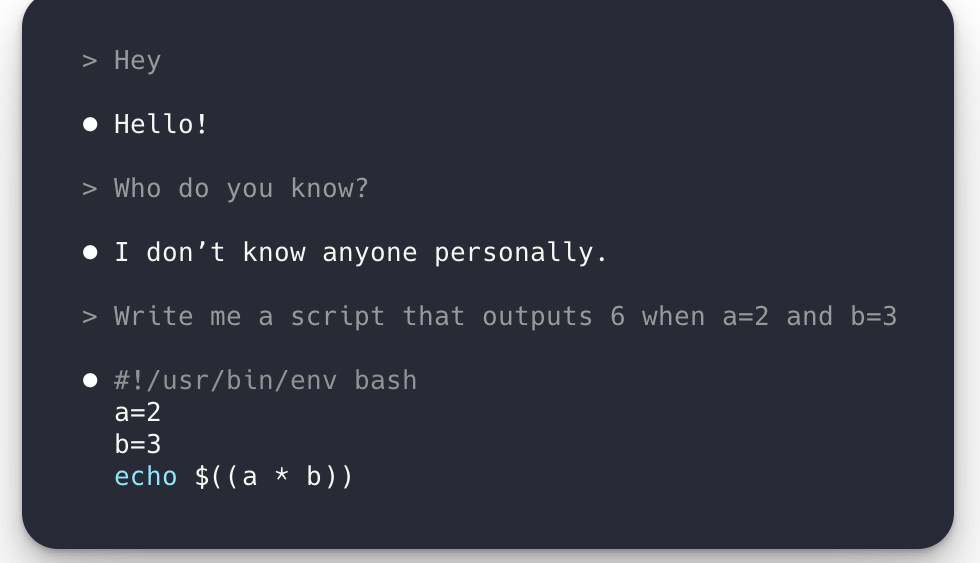 > Hey
● Hello!
> Who do you know?
● I don’t know anyone personally.
> Write me a script that outputs 6 when a=2 and b=3
● #!/usr/bin/env bash
a=2
b=3
echo $((a * b))